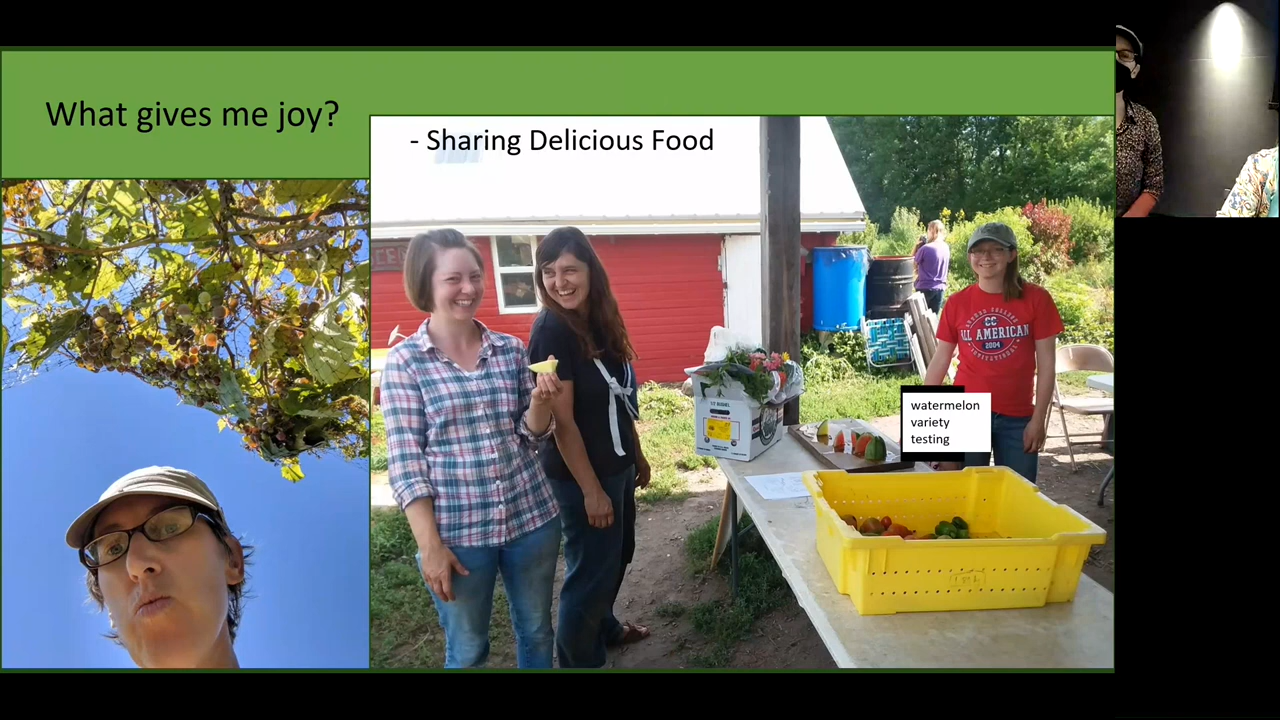 What gives me joy?
- Sharing Delicious Food
CC
ALL AMERICAN
2004
watermelon
variety
testing